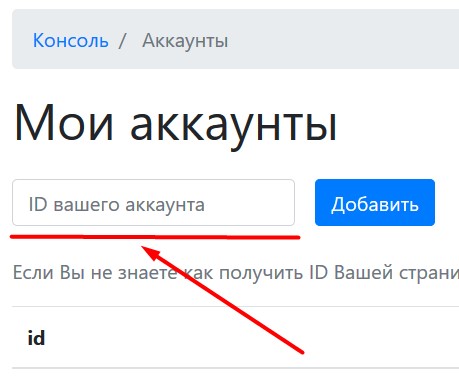 Консоль / Аккаунты
Мои аккаунты
ID вашего аккаунта Добавить
Если Вы не знаете как получить ID Вашей страни
id